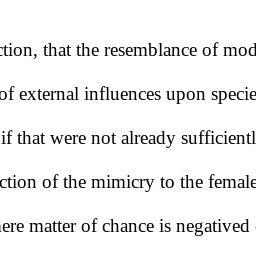 ction, that the resemblance of mod
of external influences upon specie
if that were not already sufficientl
ction of the mimicry to the female
ere matter of chance is negatived